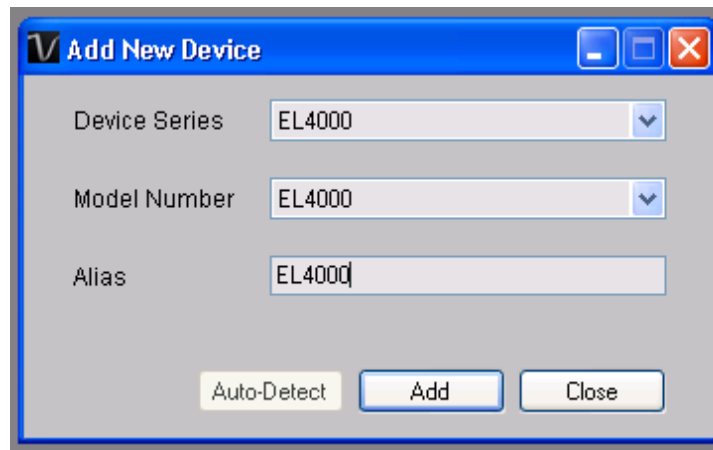 Add New Device
Device Series EL4000
Model Number EL4000
Alias EL4000
Auto-Detect Add Close